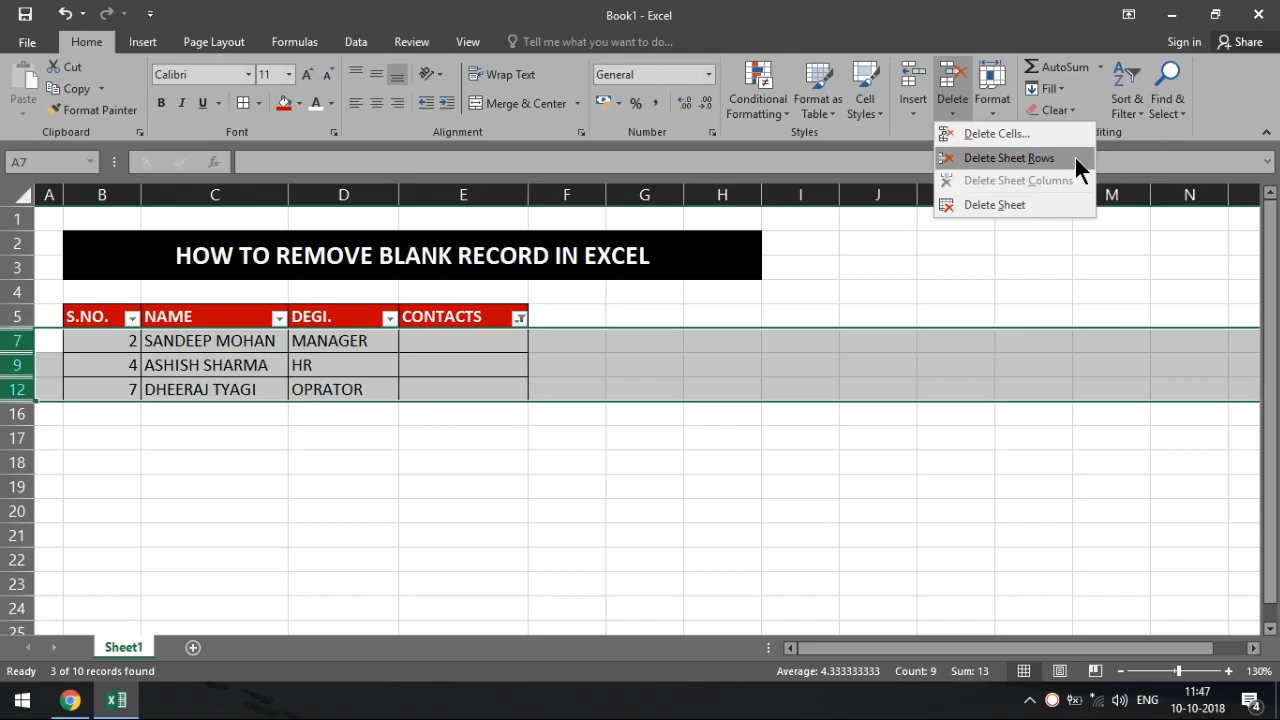 Book1 - Excel
File Home Insert Page Layout Formulas Data Review View Tell me what you want to do... Sign in Share
Paste
Cut
Copy
Format Painter
Clipboard
Calibri 11
B I U
Font
Wrap Text
Merge & Center
Alignment
General
%
Number
Conditional Formatting
Format as Table
Cell Styles
Styles
Insert
Delete
Format
AutoSum
Fill
Clear
Sort & Filter
Find & Select
Editing
Delete Cells...
Delete Sheet Rows
Delete Sheet Columns
Delete Sheet
A7 fx
A B C D E F G H I J M N
1
2
HOW TO REMOVE BLANK RECORD IN EXCEL
3
4
5 S.NO. NAME DEGI. CONTACTS
7 2 SANDEEP MOHAN MANAGER
9 4 ASHISH SHARMA HR
12 7 DHEERAJ TYAGI OPRATOR
16
17
18
19
20
21
22
23
24
25
Sheet1
Ready 3 of 10 records found Average: 4.333333333 Count: 9 Sum: 13 130%
ENG
11:47
10-10-2018
4